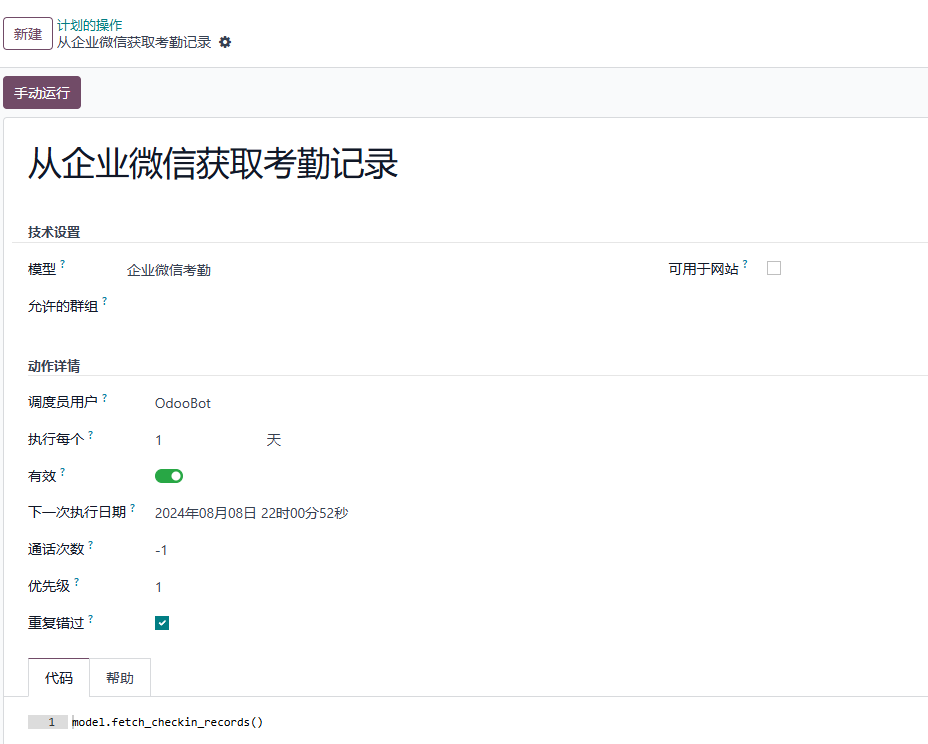 新建
计划的操作
从企业微信获取考勤记录
手动运行
从企业微信获取考勤记录
技术设置
模型 ? 企业微信考勤 可用于网站 ?
允许的群组 ?
动作详情
调度员用户 ? OdooBot
执行每个 ? 1 天
有效 ?
下一次执行日期 ? 2024年08月08日 22时00分52秒
通话次数 ? -1
优先级 ? 1
重复错过 ?
代码 帮助
1 model.fetch_checkin_records()